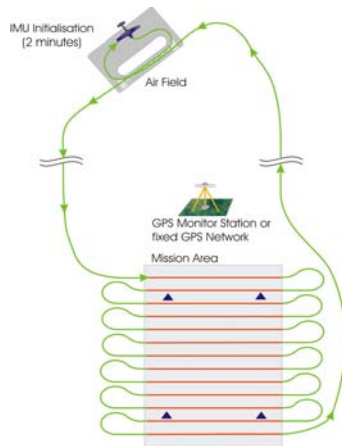 IMU Initialisation
(2 minutes)
Air Field
GPS Monitor Station or
fixed GPS Network
Mission Area